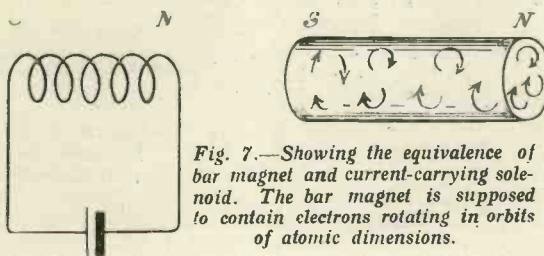 N
S N
Fig. 7.—Showing the equivalence of
bar magnet and current-carrying sole-
noid. The bar magnet is supposed
to contain electrons rotating in orbits
of atomic dimensions.